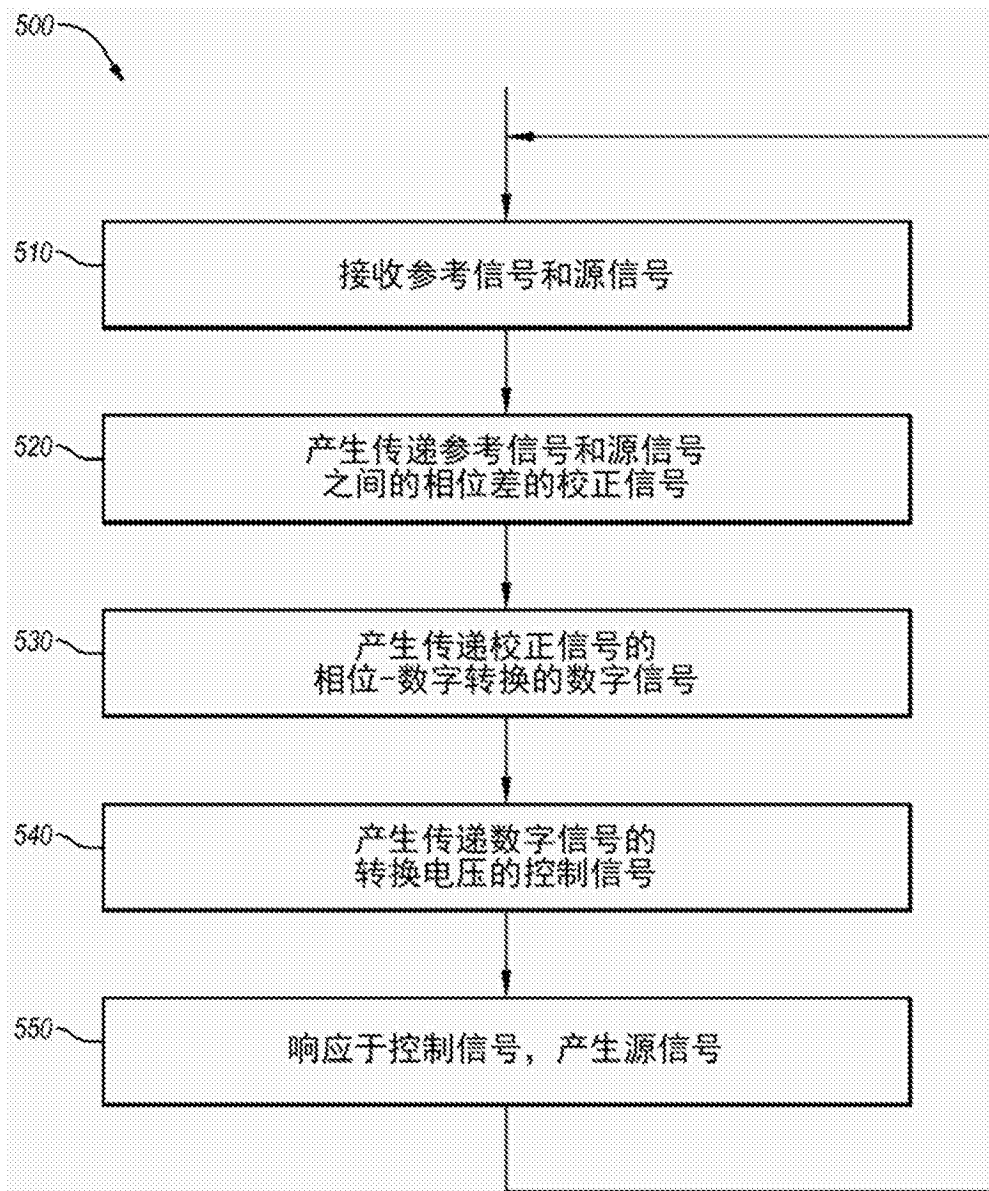 500
510
接收参考信号和源信号
520
产生传递参考信号和源信号
之间的相位差的校正信号
530
产生传递校正信号的
相位-数字转换的数字信号
540
产生传递数字信号的
转换电压的控制信号
550
响应于控制信号，产生源信号